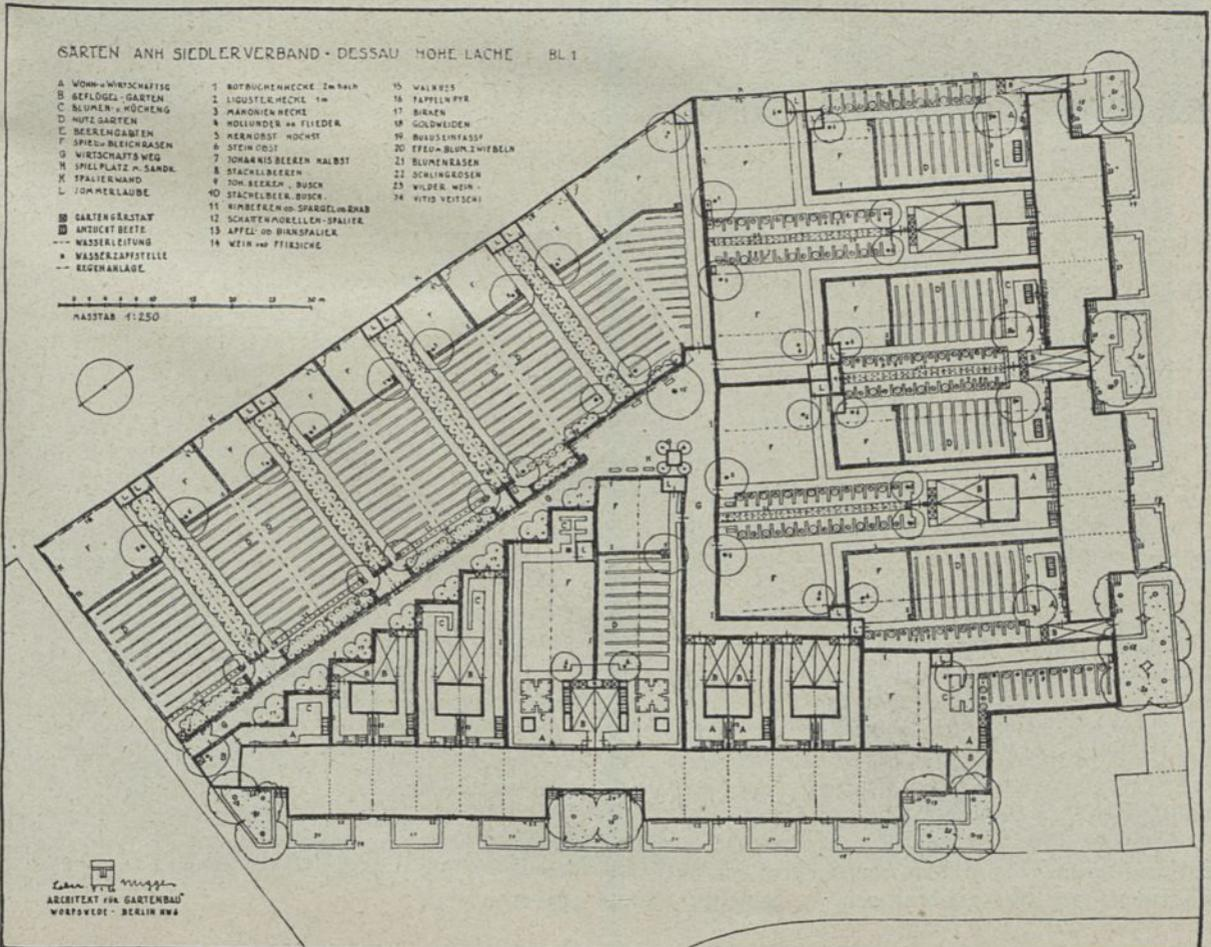 GÄRTEN ANH SIEDLERVERBAND - DESSAU HOHE LACHE BL 1
A WOHN- u. WIRTSCHAFTSG
B GEFLÜGEL-GARTEN
C BLUMEN- u. KÜCHENG
D NUTZGARTEN
E BEERENGARTEN
F SPIEL- u. BLEICHRASEN
G WIRTSCHAFTSWEG
H SPIELPLATZ M. SANDK.
K SPALIERWAND
L SOMMERLAUBE
GARTENGÄRSTATT
ANZUCHT BEETE
WASSERLEITUNG
WASSERZAPFSTELLE
REGENANLAGE
1 ROTBUCHENHECKE 2m hoch
2 LIGUSTERHECKE 1m
3 MAHONIENHECKE
4 HOLLUNDER od FLIEDER
5 KERNOBST HOCHST
6 STEINOBST
7 JOHANNISBEEREN HALBST
8 STACHELBEEREN
9 JOH. BEEREN, BUSCH
10 STACHELBEER. BUSCH.
11 HIMBEEREN OD. SPARGEL OD. RHAB
12 SCHATTENMORELLEN-SPALIER
13 APFEL- OD BIRNSPALIER
14 WEIN und PFIRSICHE
15 WALNUSS
16 PAPPELN PYR
17 BIRKEN
18 GOLDWEIDEN
19 BUXUSEINFASSG
20 EFEU u. BLUM. ZWIEBELN
21 BLUMENRASEN
22 SCHLINGROSEN
23 WILDER WEIN -
24 VITIS VEITSCHI
MASSTAB 1:250
Migge
ARCHITEKT FÜR GARTENBAU
WORPSWEDE - BERLIN NW6